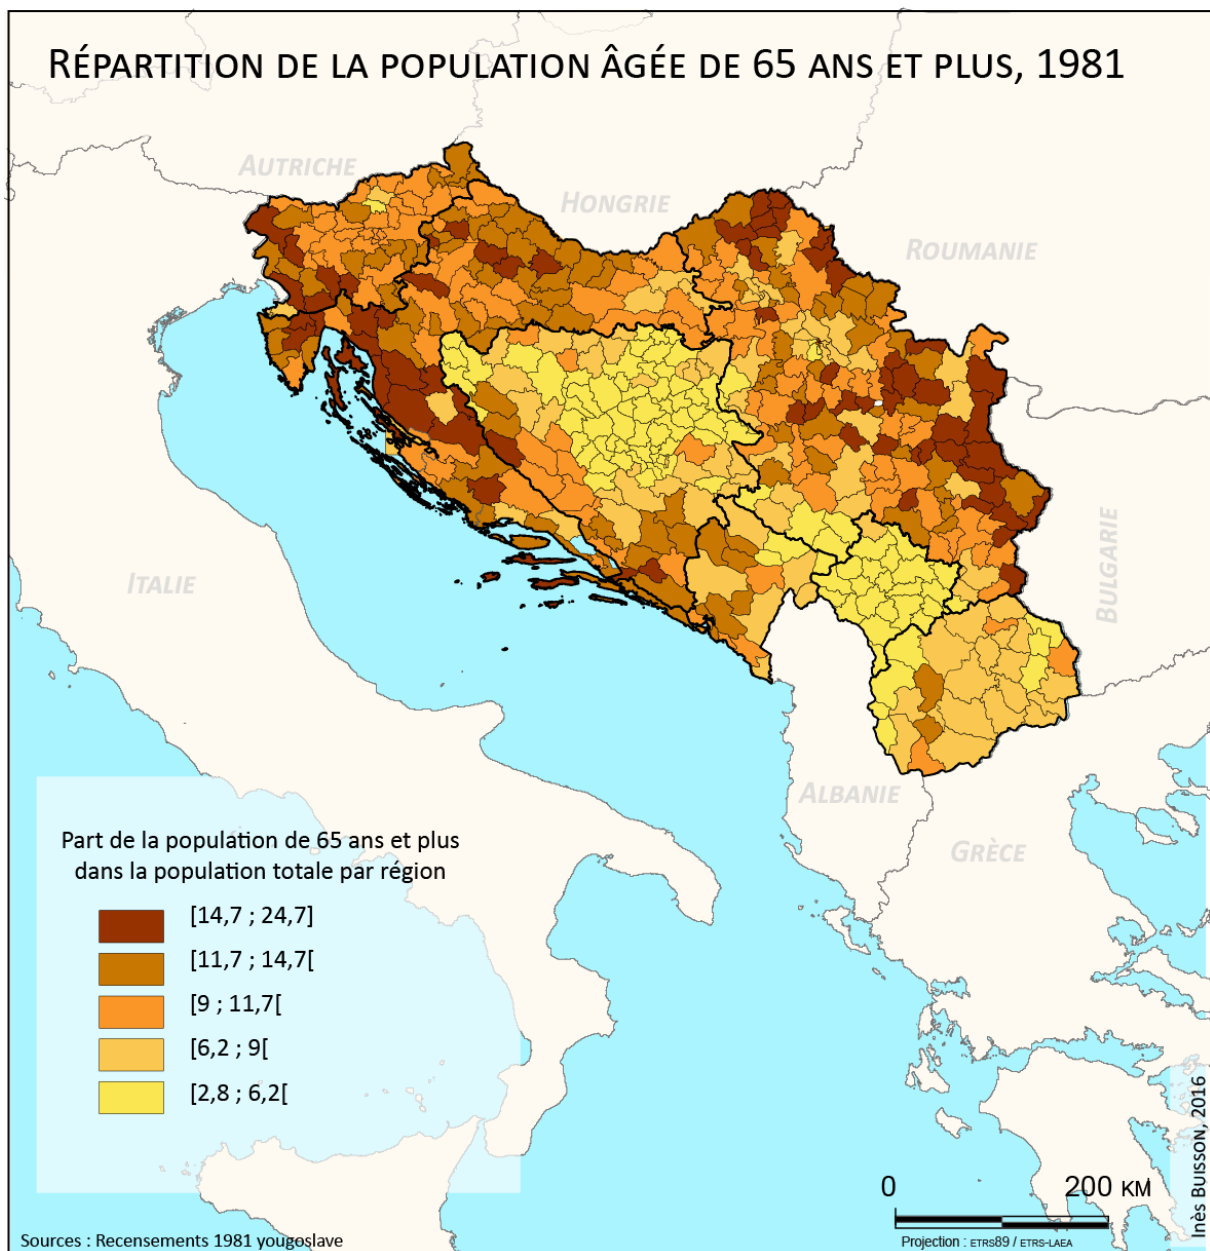 RÉPARTITION DE LA POPULATION ÂGÉE DE 65 ANS ET PLUS, 1981
AUTRICHE
HONGRIE
ROUMANIE
ITALIE
BULGARIE
ALBANIE
GRÈCE
Part de la population de 65 ans et plus
dans la population totale par région
[14,7 ; 24,7]
[11,7 ; 14,7[
[9 ; 11,7[
[6,2 ; 9[
[2,8 ; 6,2[
0 200 KM
Projection : ETRS89 / ETRS-LAEA
Sources : Recensements 1981 yougoslave
Inès BUISSON, 2016